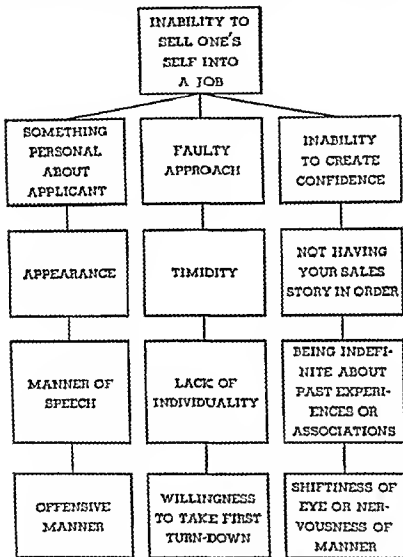 INABILITY TO
SELL ONE'S
SELF INTO
A JOB
SOMETHING
PERSONAL
ABOUT
APPLICANT
FAULTY
APPROACH
INABILITY
TO CREATE
CONFIDENCE
APPEARANCE
TIMIDITY
NOT HAVING
YOUR SALES
STORY IN ORDER
MANNER OF
SPEECH
LACK OF
INDIVIDUALITY
BEING INDEFI-
NITE ABOUT
PAST EXPERI-
ENCES OR
ASSOCIATIONS
OFFENSIVE
MANNER
WILLINGNESS
TO TAKE FIRST
TURN-DOWN
SHIFTINESS OF
EYE OR NER-
VOUSNESS OF
MANNER